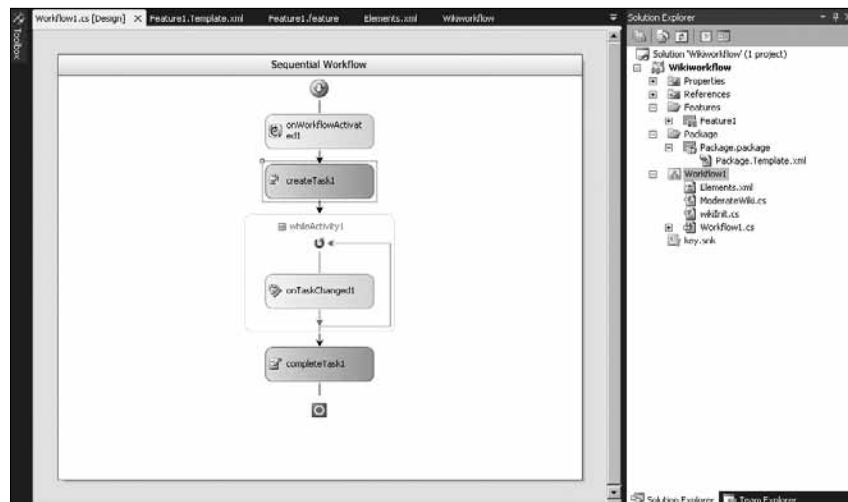 Workflow1.cs [Design]
Feature1.Template.xml
Feature1.feature
Elements.xml
Wikiworkflow
Toolbox
Sequential Workflow
onWorkflowActivat
ed1
createTask1
whileActivity1
onTaskChanged1
completeTask1
Solution Explorer
Solution 'Wikiworkflow' (1 project)
Wikiworkflow
Properties
References
Features
Feature1
Package
Package.package
Package.Template.xml
Workflow1
Elements.xml
ModerateWiki.cs
wikiInit.cs
Workflow1.cs
key.snk
Solution Explorer
Team Explorer